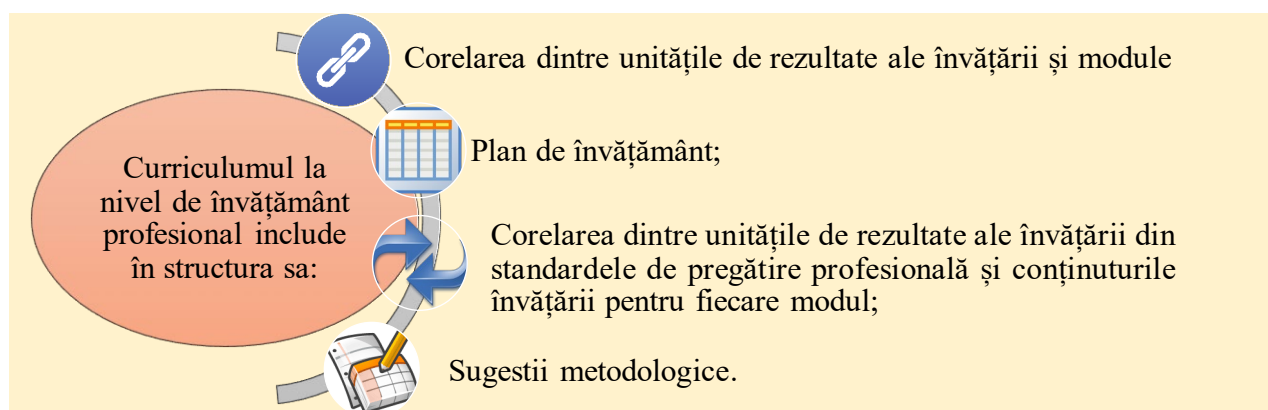 Corelarea dintre unitățile de rezultate ale învățării și module
Plan de învățământ;
Curriculumul la
nivel de învățământ
profesional include
în structura sa:
Corelarea dintre unitățile de rezultate ale învățării din
standardele de pregătire profesională și conținuturile
învățării pentru fiecare modul;
Sugestii metodologice.